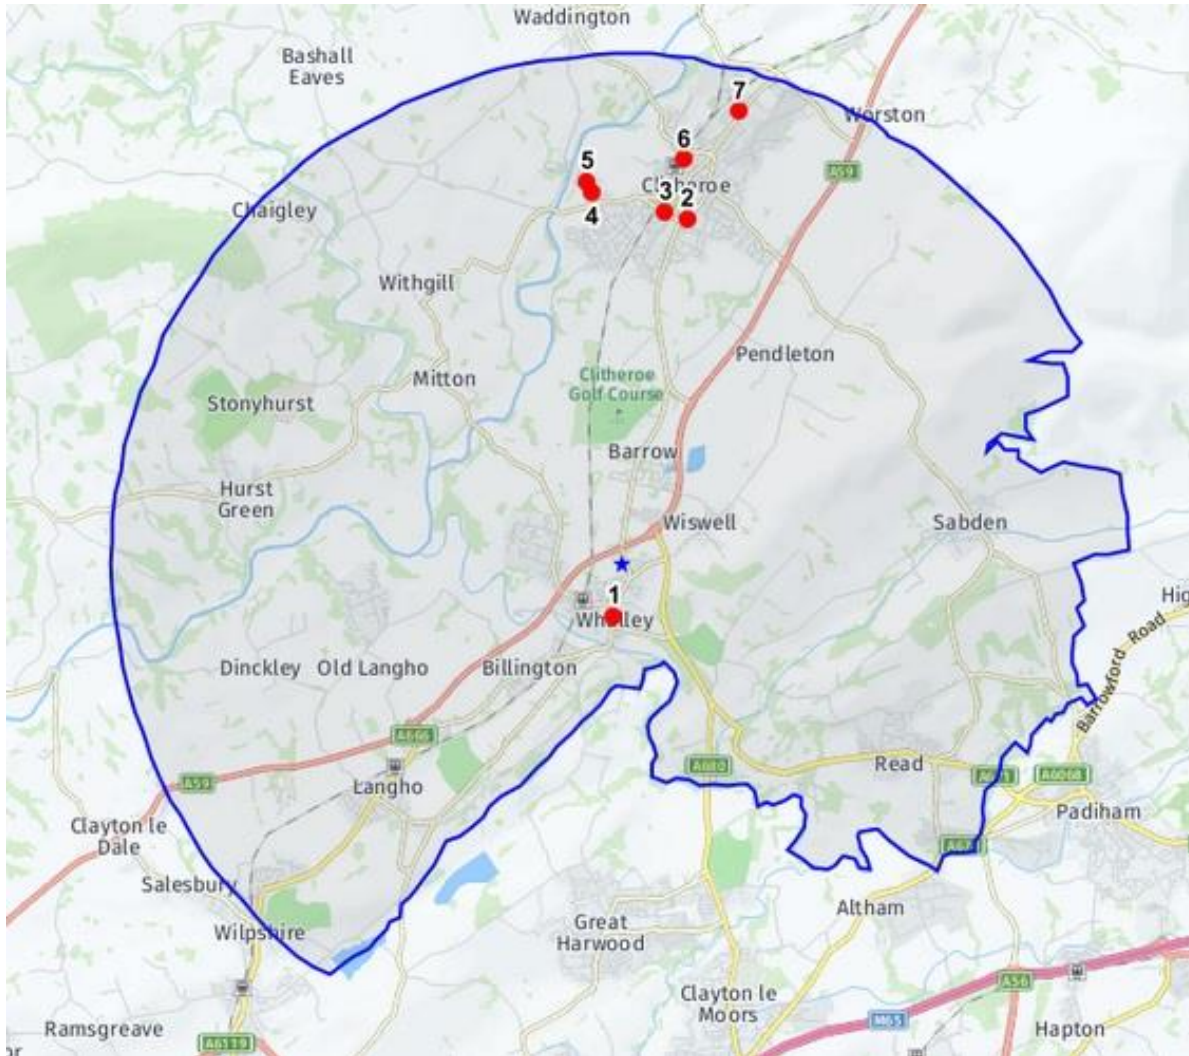 Waddington
Bashall
Eaves
7
Worston
6
A59
5
Clitheroe
3
2
4
Chaigley
Withgill
Pendleton
Mitton
Clitheroe
Golf Course
Stonyhurst
Barrow
Hurst
Green
Wiswell
Sabden
1
Whalley
Hig
Barrowford Road
Dinckley
Old Langho
Billington
A666
A680
Read
A6068
A59
Langho
Padiham
Clayton le
Dale
Salesbury
Altham
Great
Harwood
Wilpshire
A56
Clayton le
Moors
M65
Ramsgreave
Hapton
A6119